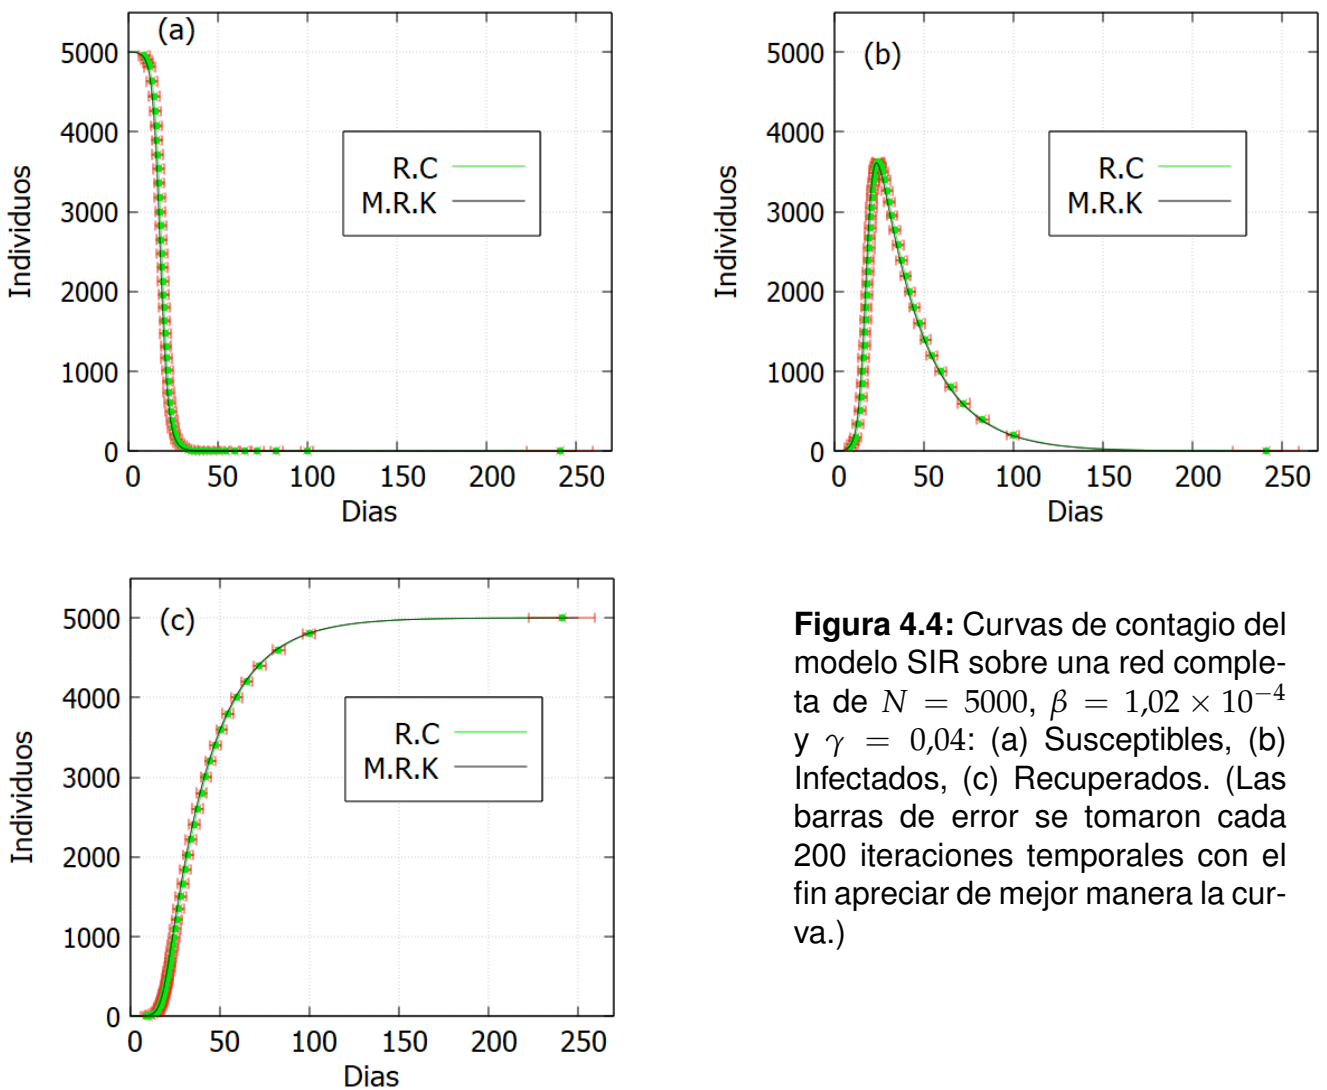 (a)
5000
4000
3000
2000
1000
0
Individuos
R.C
M.R.K
0 50 100 150 200 250
Dias
(b)
5000
4000
3000
2000
1000
0
Individuos
R.C
M.R.K
0 50 100 150 200 250
Dias
(c)
5000
4000
3000
2000
1000
0
Individuos
R.C
M.R.K
0 50 100 150 200 250
Dias
Figura 4.4: Curvas de contagio del
modelo SIR sobre una red comple-
ta de N = 5000, β = 1,02 × 10⁻⁴
y γ = 0,04: (a) Susceptibles, (b)
Infectados, (c) Recuperados. (Las
barras de error se tomaron cada
200 iteraciones temporales con el
fin apreciar de mejor manera la cur-
va.)